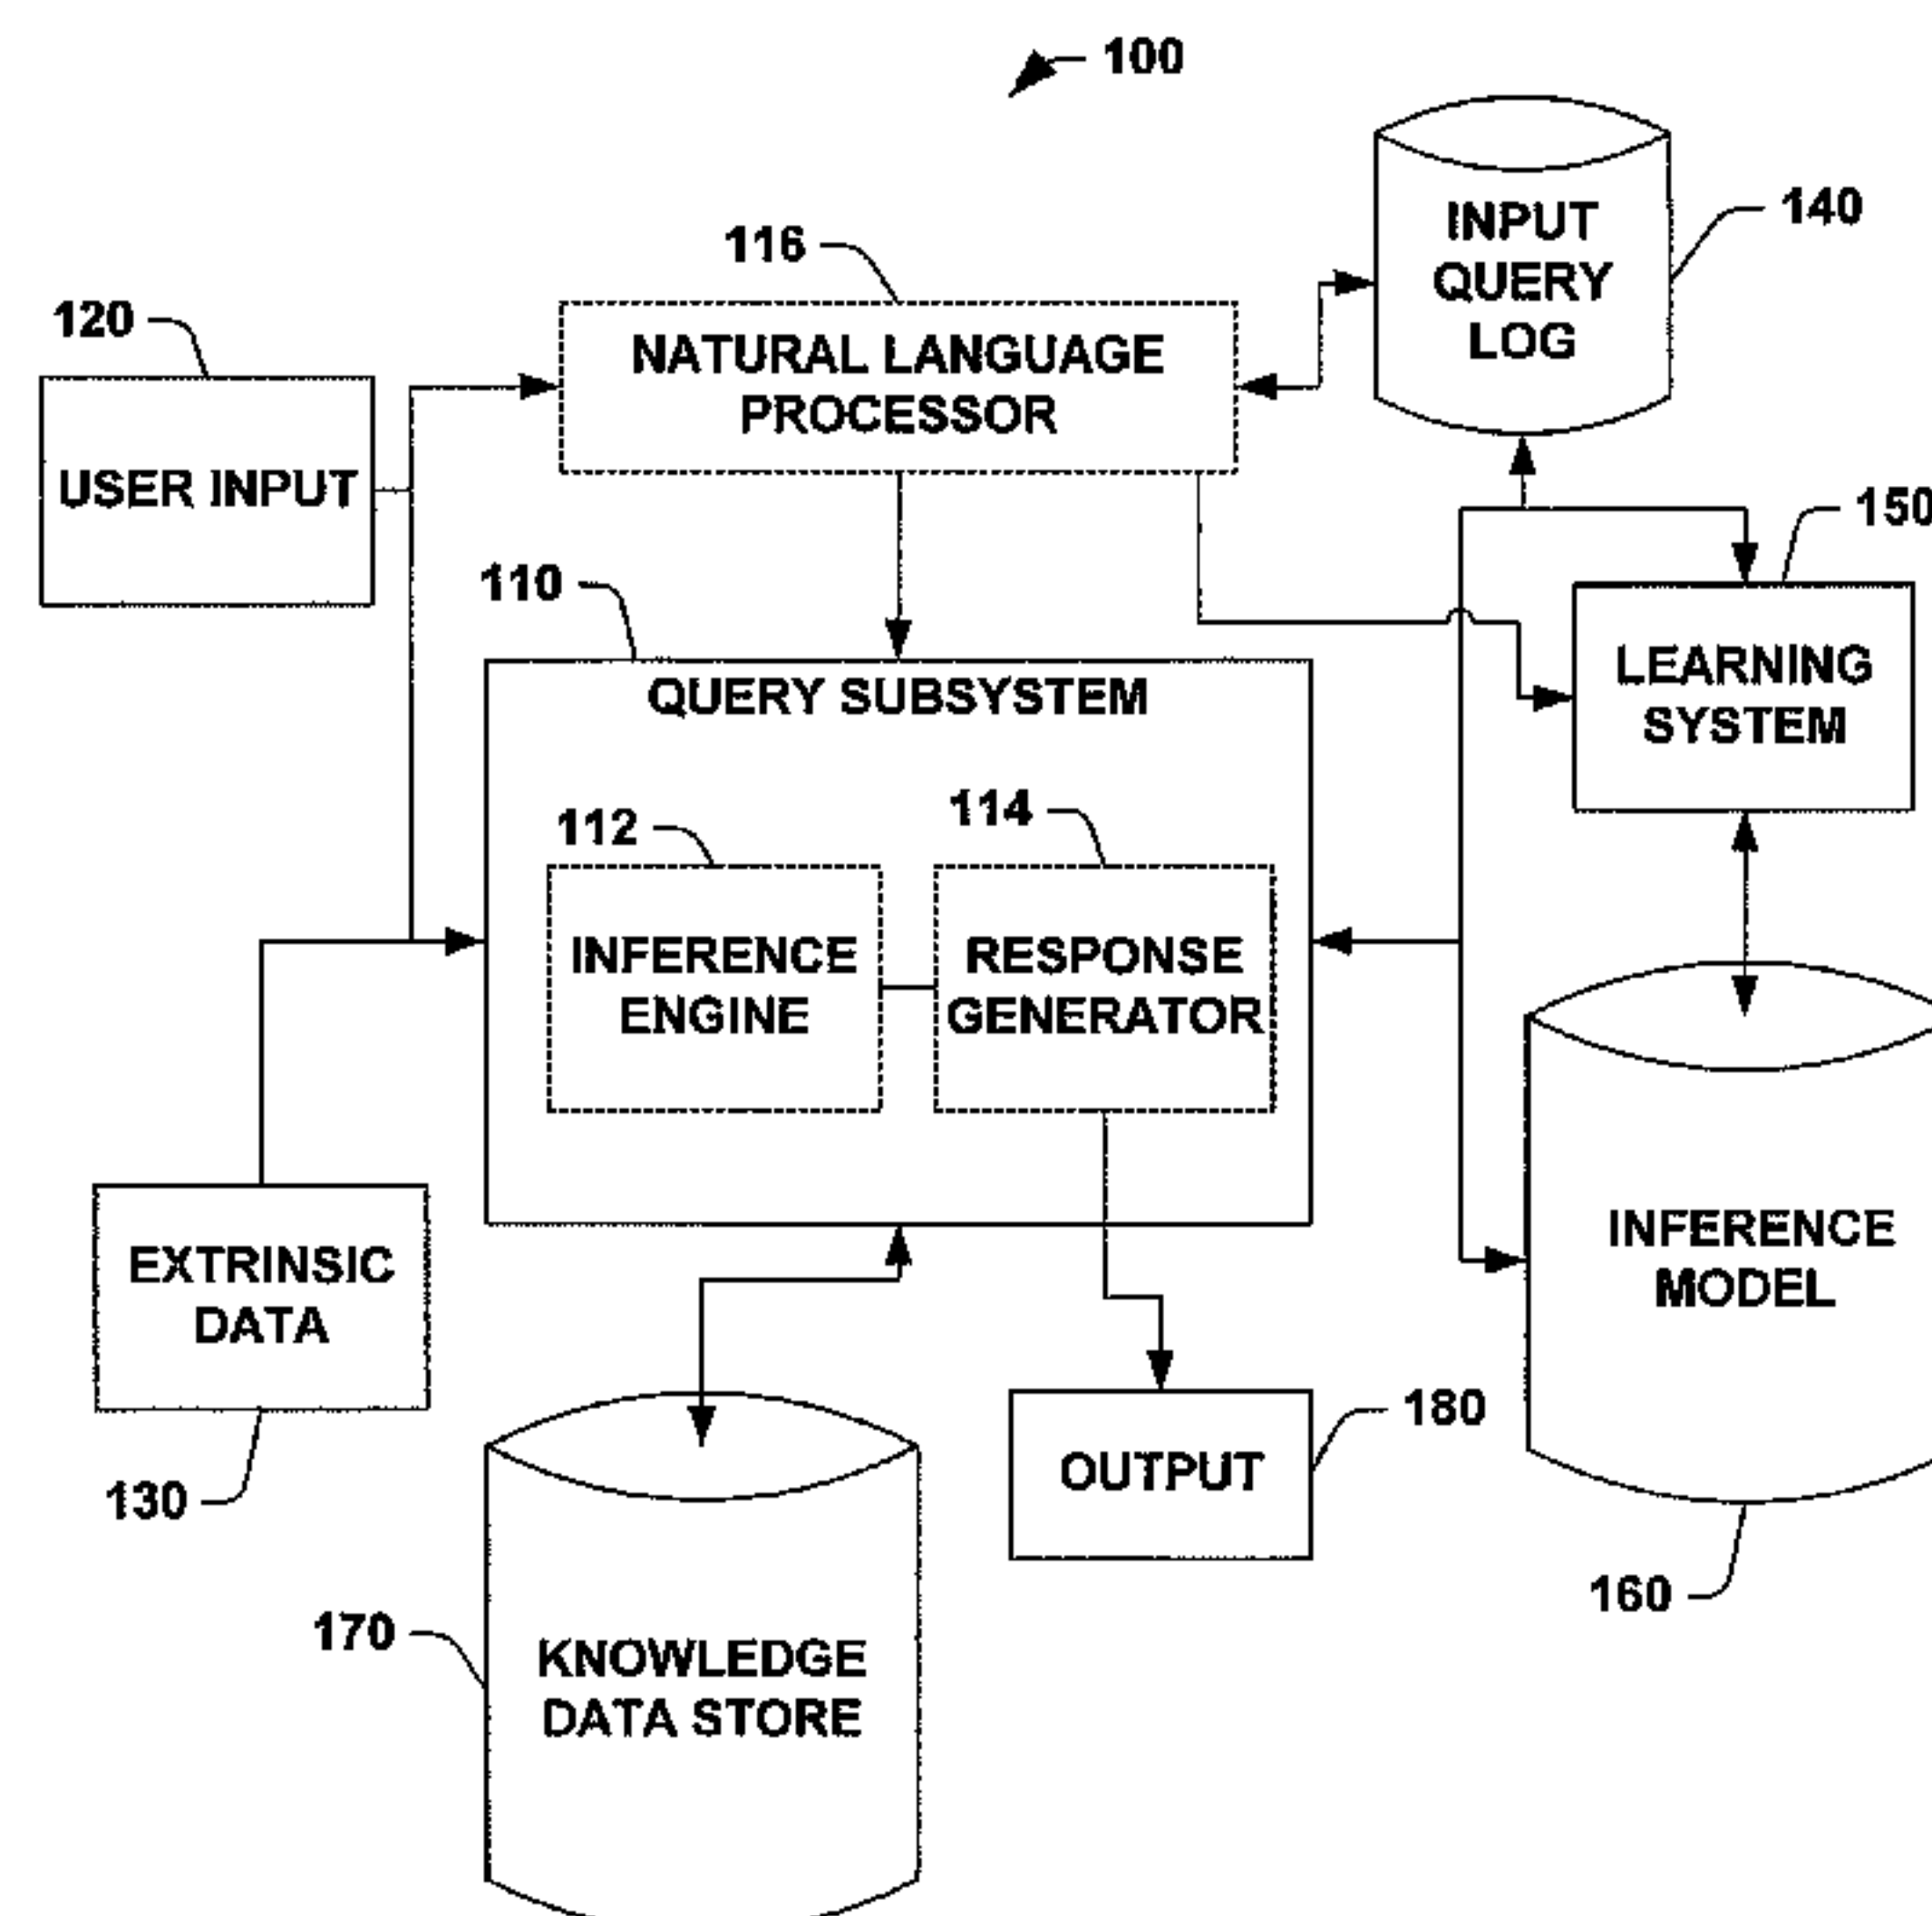 100
INPUT
QUERY
LOG
140
116
NATURAL LANGUAGE
PROCESSOR
120
USER INPUT
150
LEARNING
SYSTEM
110
QUERY SUBSYSTEM
112
INFERENCE
ENGINE
114
RESPONSE
GENERATOR
EXTRINSIC
DATA
130
INFERENCE
MODEL
160
OUTPUT
180
170
KNOWLEDGE
DATA STORE